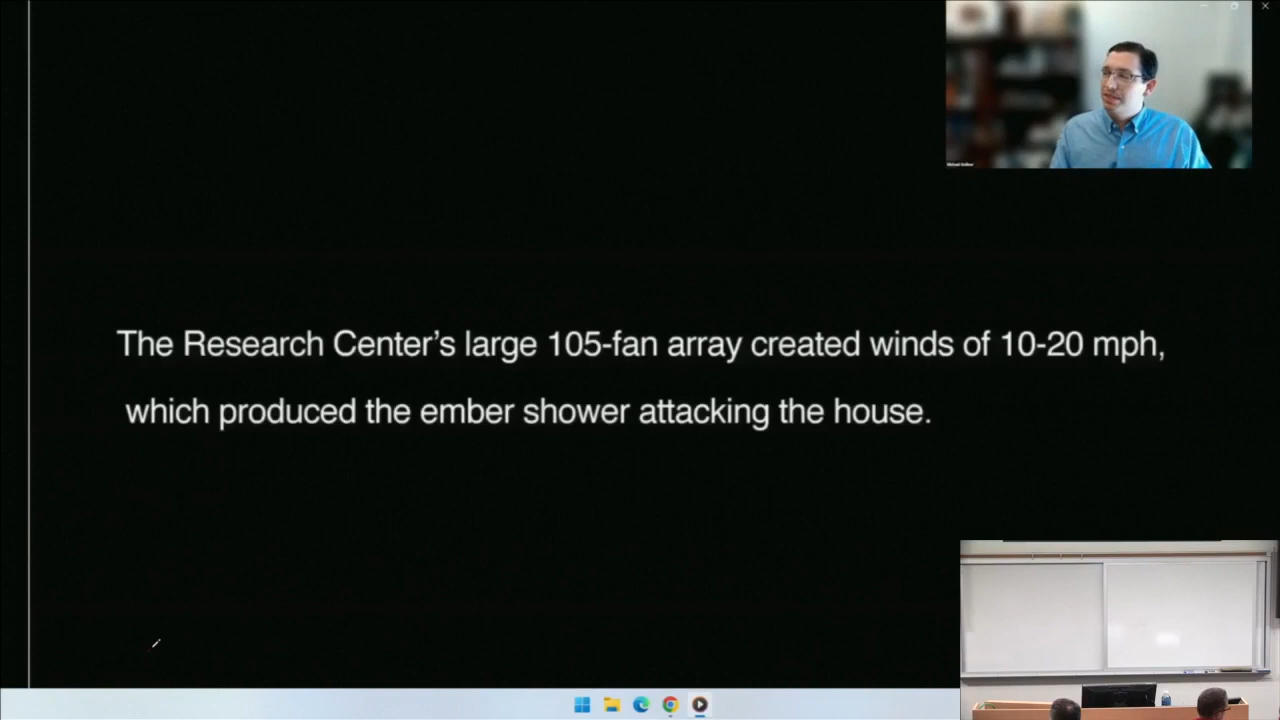 The Research Center's large 105-fan array created winds of 10-20 mph,
which produced the ember shower attacking the house.